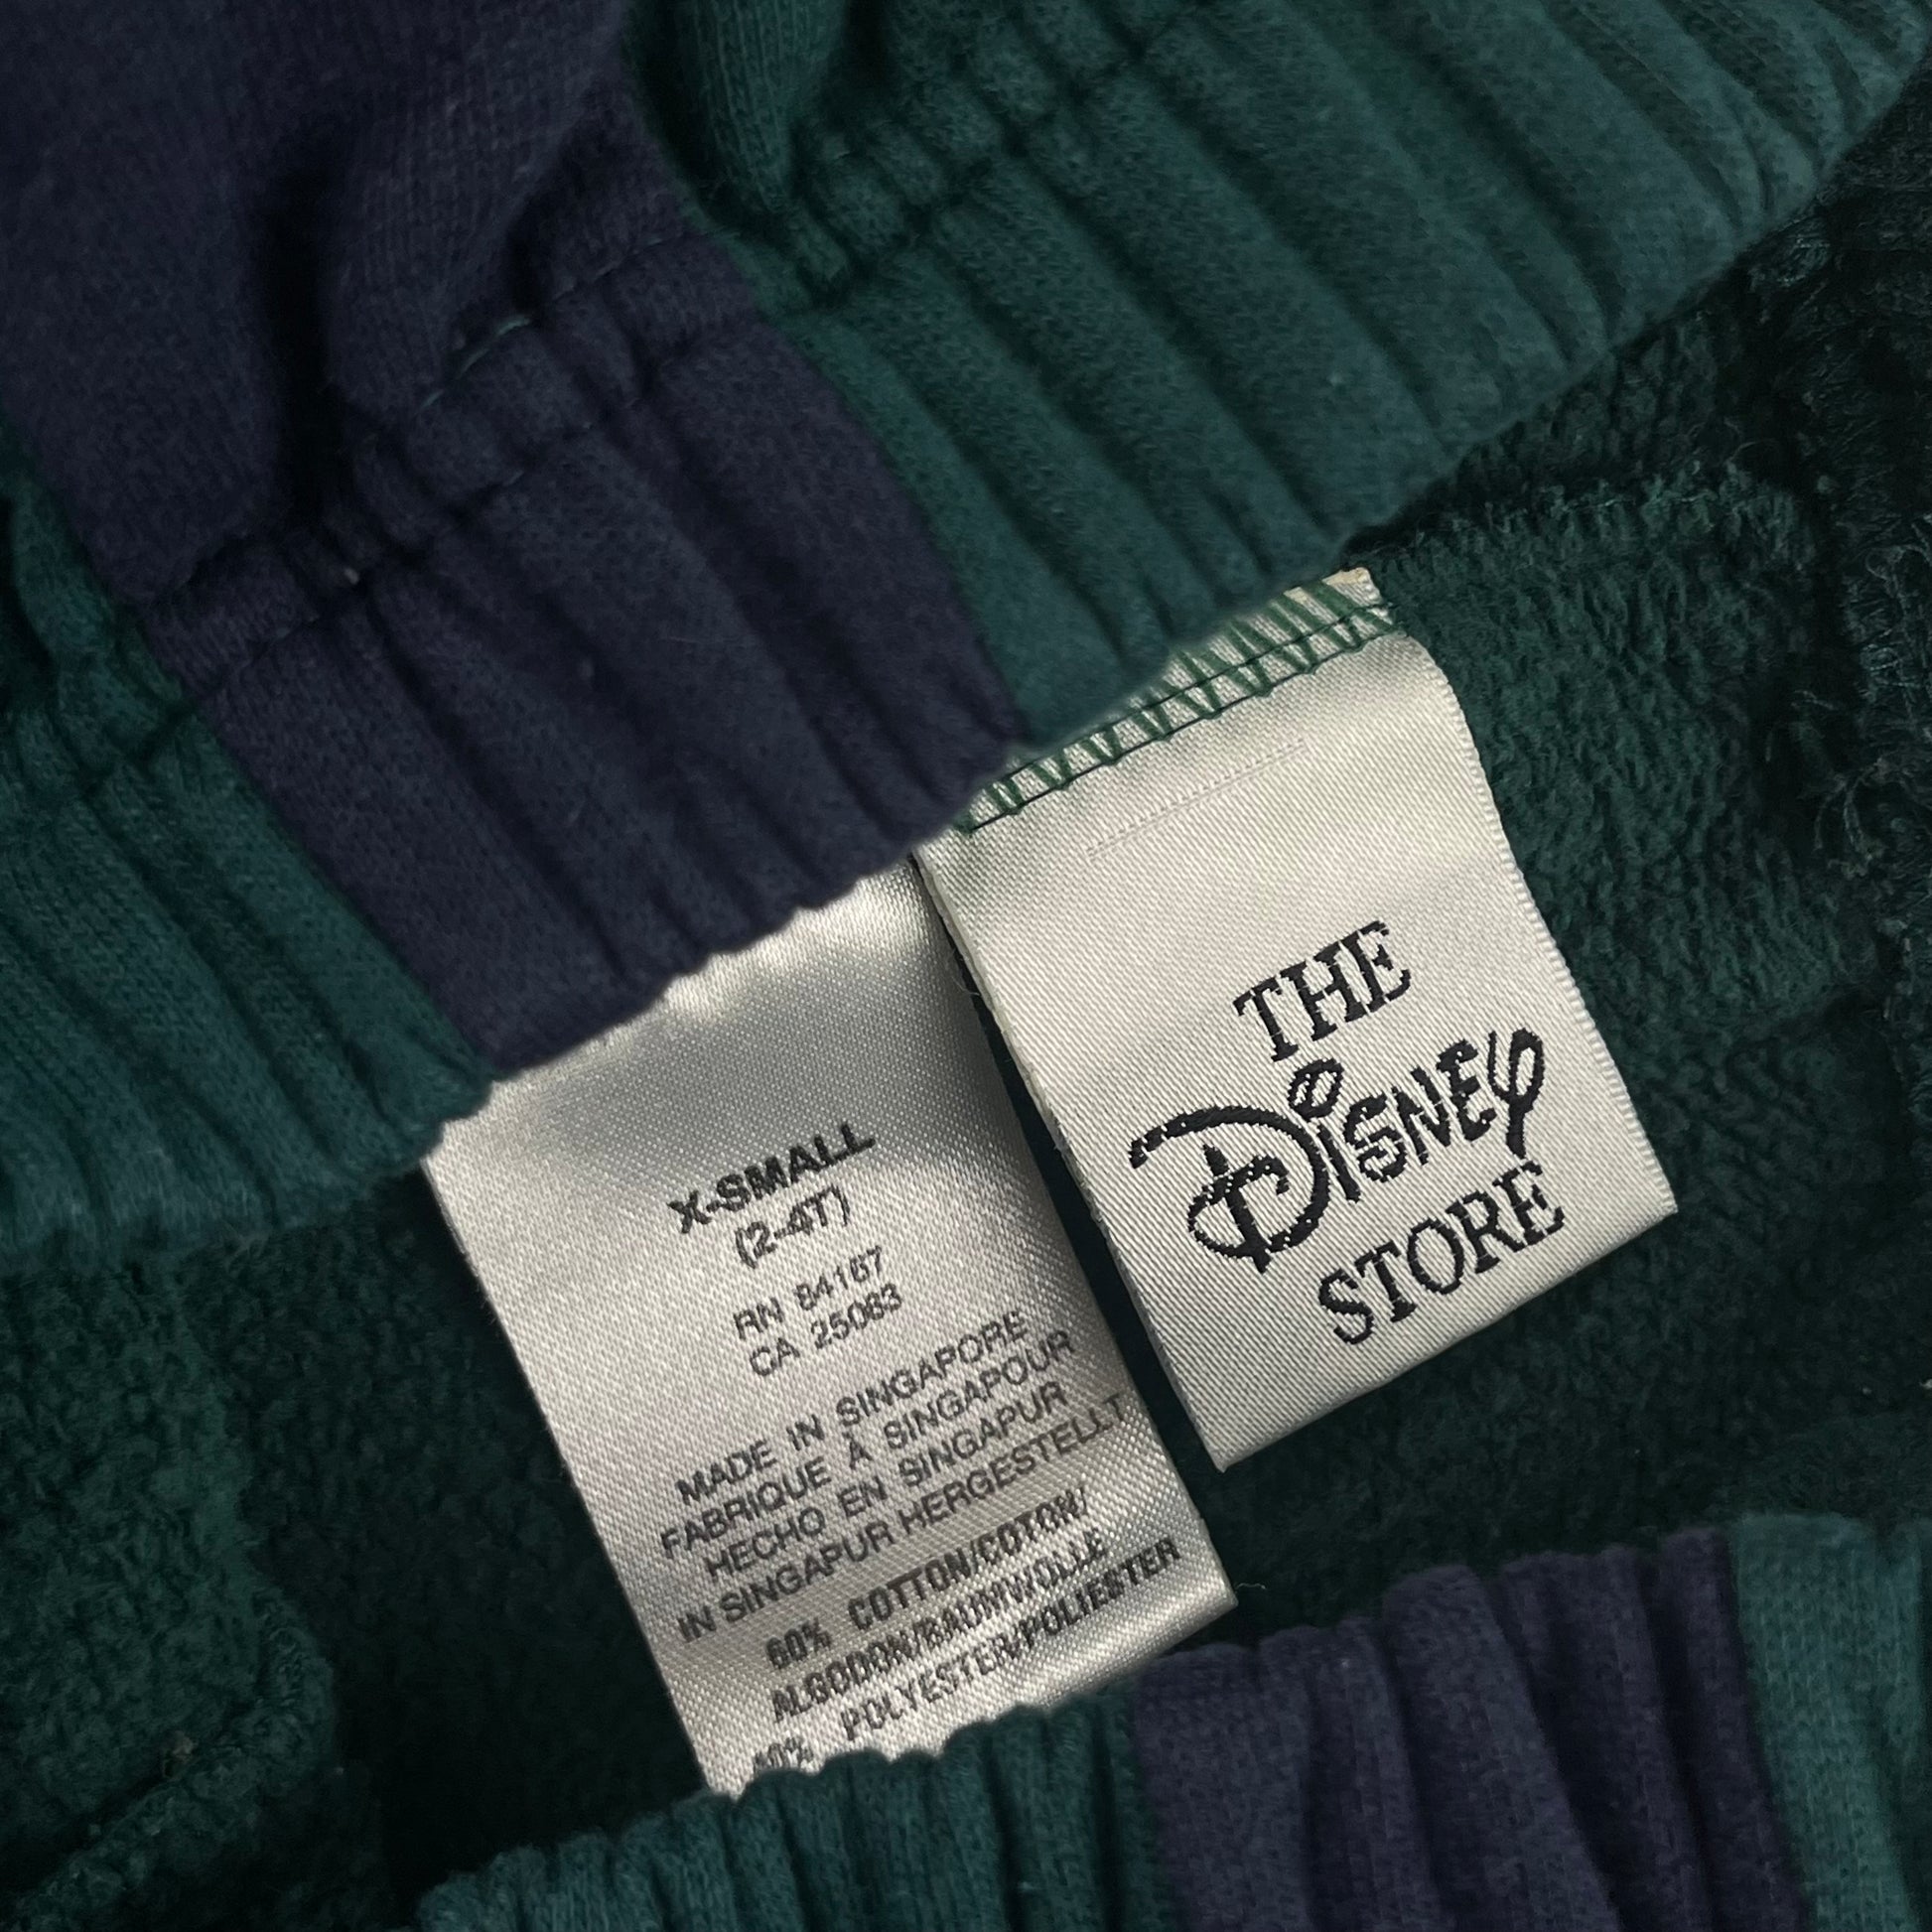 X-SMALL
(2-4T)
RN 84167
CA 25083
MADE IN SINGAPORE
FABRIQUE À SINGAPOUR
HECHO EN SINGAPUR
IN SINGAPUR HERGESTELLT
60% COTTON/COTON/
ALGODON/BAUMWOLLE
40% POLYESTER/POLIESTER
THE
DISNEY
STORE